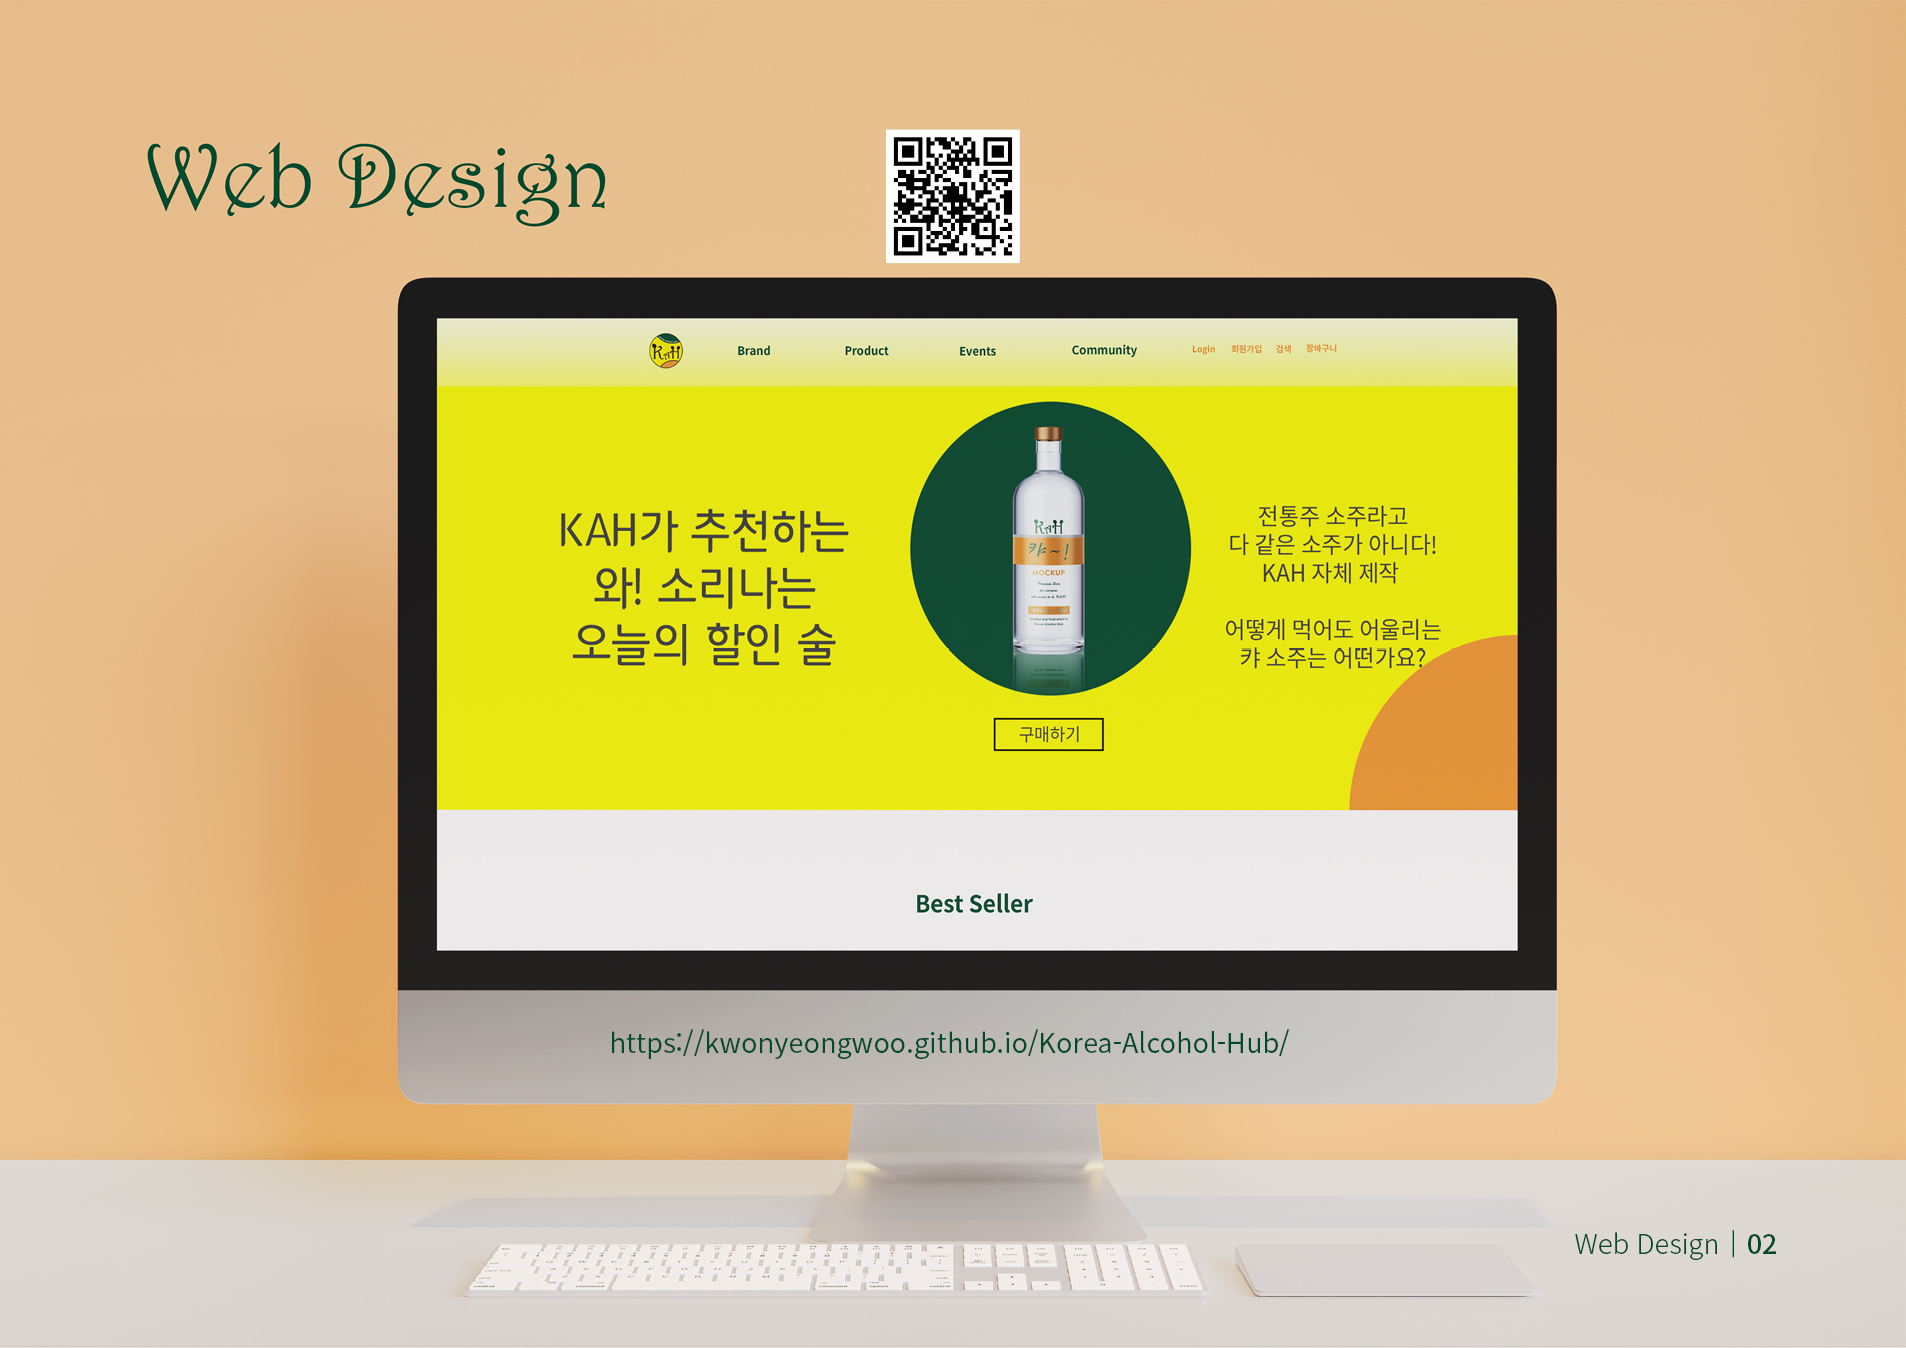 Web Design
KAH
Brand
Product
Events
Community
Login
회원가입
검색
장바구니
KAH가 추천하는
와! 소리나는
오늘의 할인 술
KAH
캬~!
MOCKUP
전통주 소주라고
다 같은 소주가 아니다!
KAH 자체 제작
어떻게 먹어도 어울리는
캬 소주는 어떤가요?
구매하기
Best Seller
https://kwonyeongwoo.github.io/Korea-Alcohol-Hub/
Web Design | 02